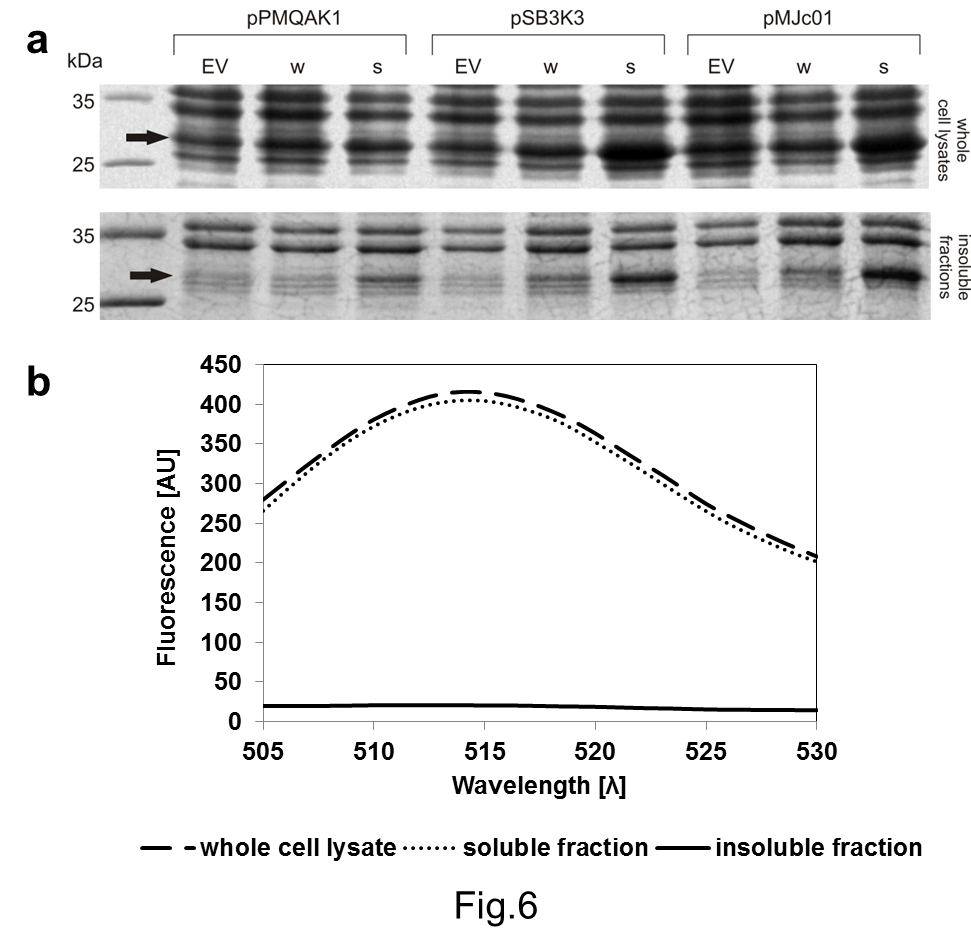 a
pPMQAK1 pSB3K3 pMJc01
kDa EV w s EV w s EV w s
35
25
whole
cell lysates
35
25
insoluble
fractions
b
450
400
350
300
250
200
150
100
50
0
Fluorescence [AU]
505 510 515 520 525 530
Wavelength [λ]
whole cell lysate soluble fraction insoluble fraction
Fig.6